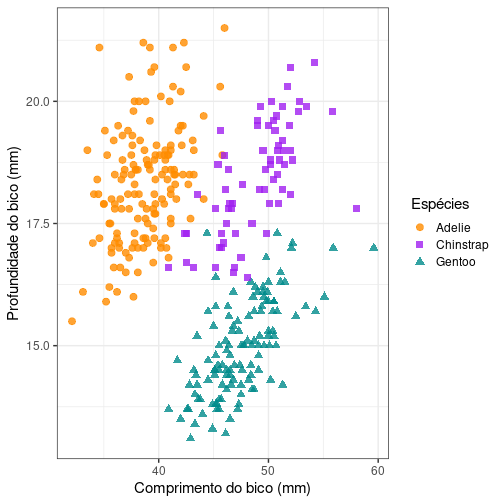 20.0
17.5
15.0
40
50
60
Comprimento do bico (mm)
Profundidade do bico (mm)
Espécies
Adelie
Chinstrap
Gentoo